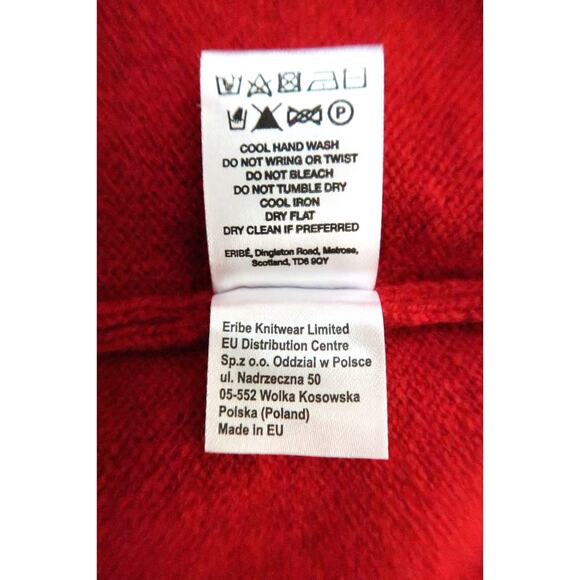 P
COOL HAND WASH
DO NOT WRING OR TWIST
DO NOT BLEACH
DO NOT TUMBLE DRY
COOL IRON
DRY FLAT
DRY CLEAN IF PREFERRED
ERIBÉ, Dingleton Road, Melrose,
Scotland, TD6 9QY
Eribe Knitwear Limited
EU Distribution Centre
Sp.z o.o. Oddzial w Polsce
ul. Nadrzeczna 50
05-552 Wolka Kosowska
Polska (Poland)
Made in EU